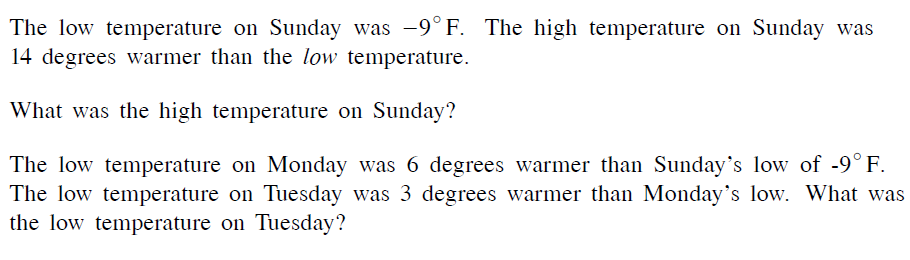 The low temperature on Sunday was −9°F. The high temperature on Sunday was
14 degrees warmer than the low temperature.
What was the high temperature on Sunday?
The low temperature on Monday was 6 degrees warmer than Sunday's low of -9°F.
The low temperature on Tuesday was 3 degrees warmer than Monday's low. What was
the low temperature on Tuesday?